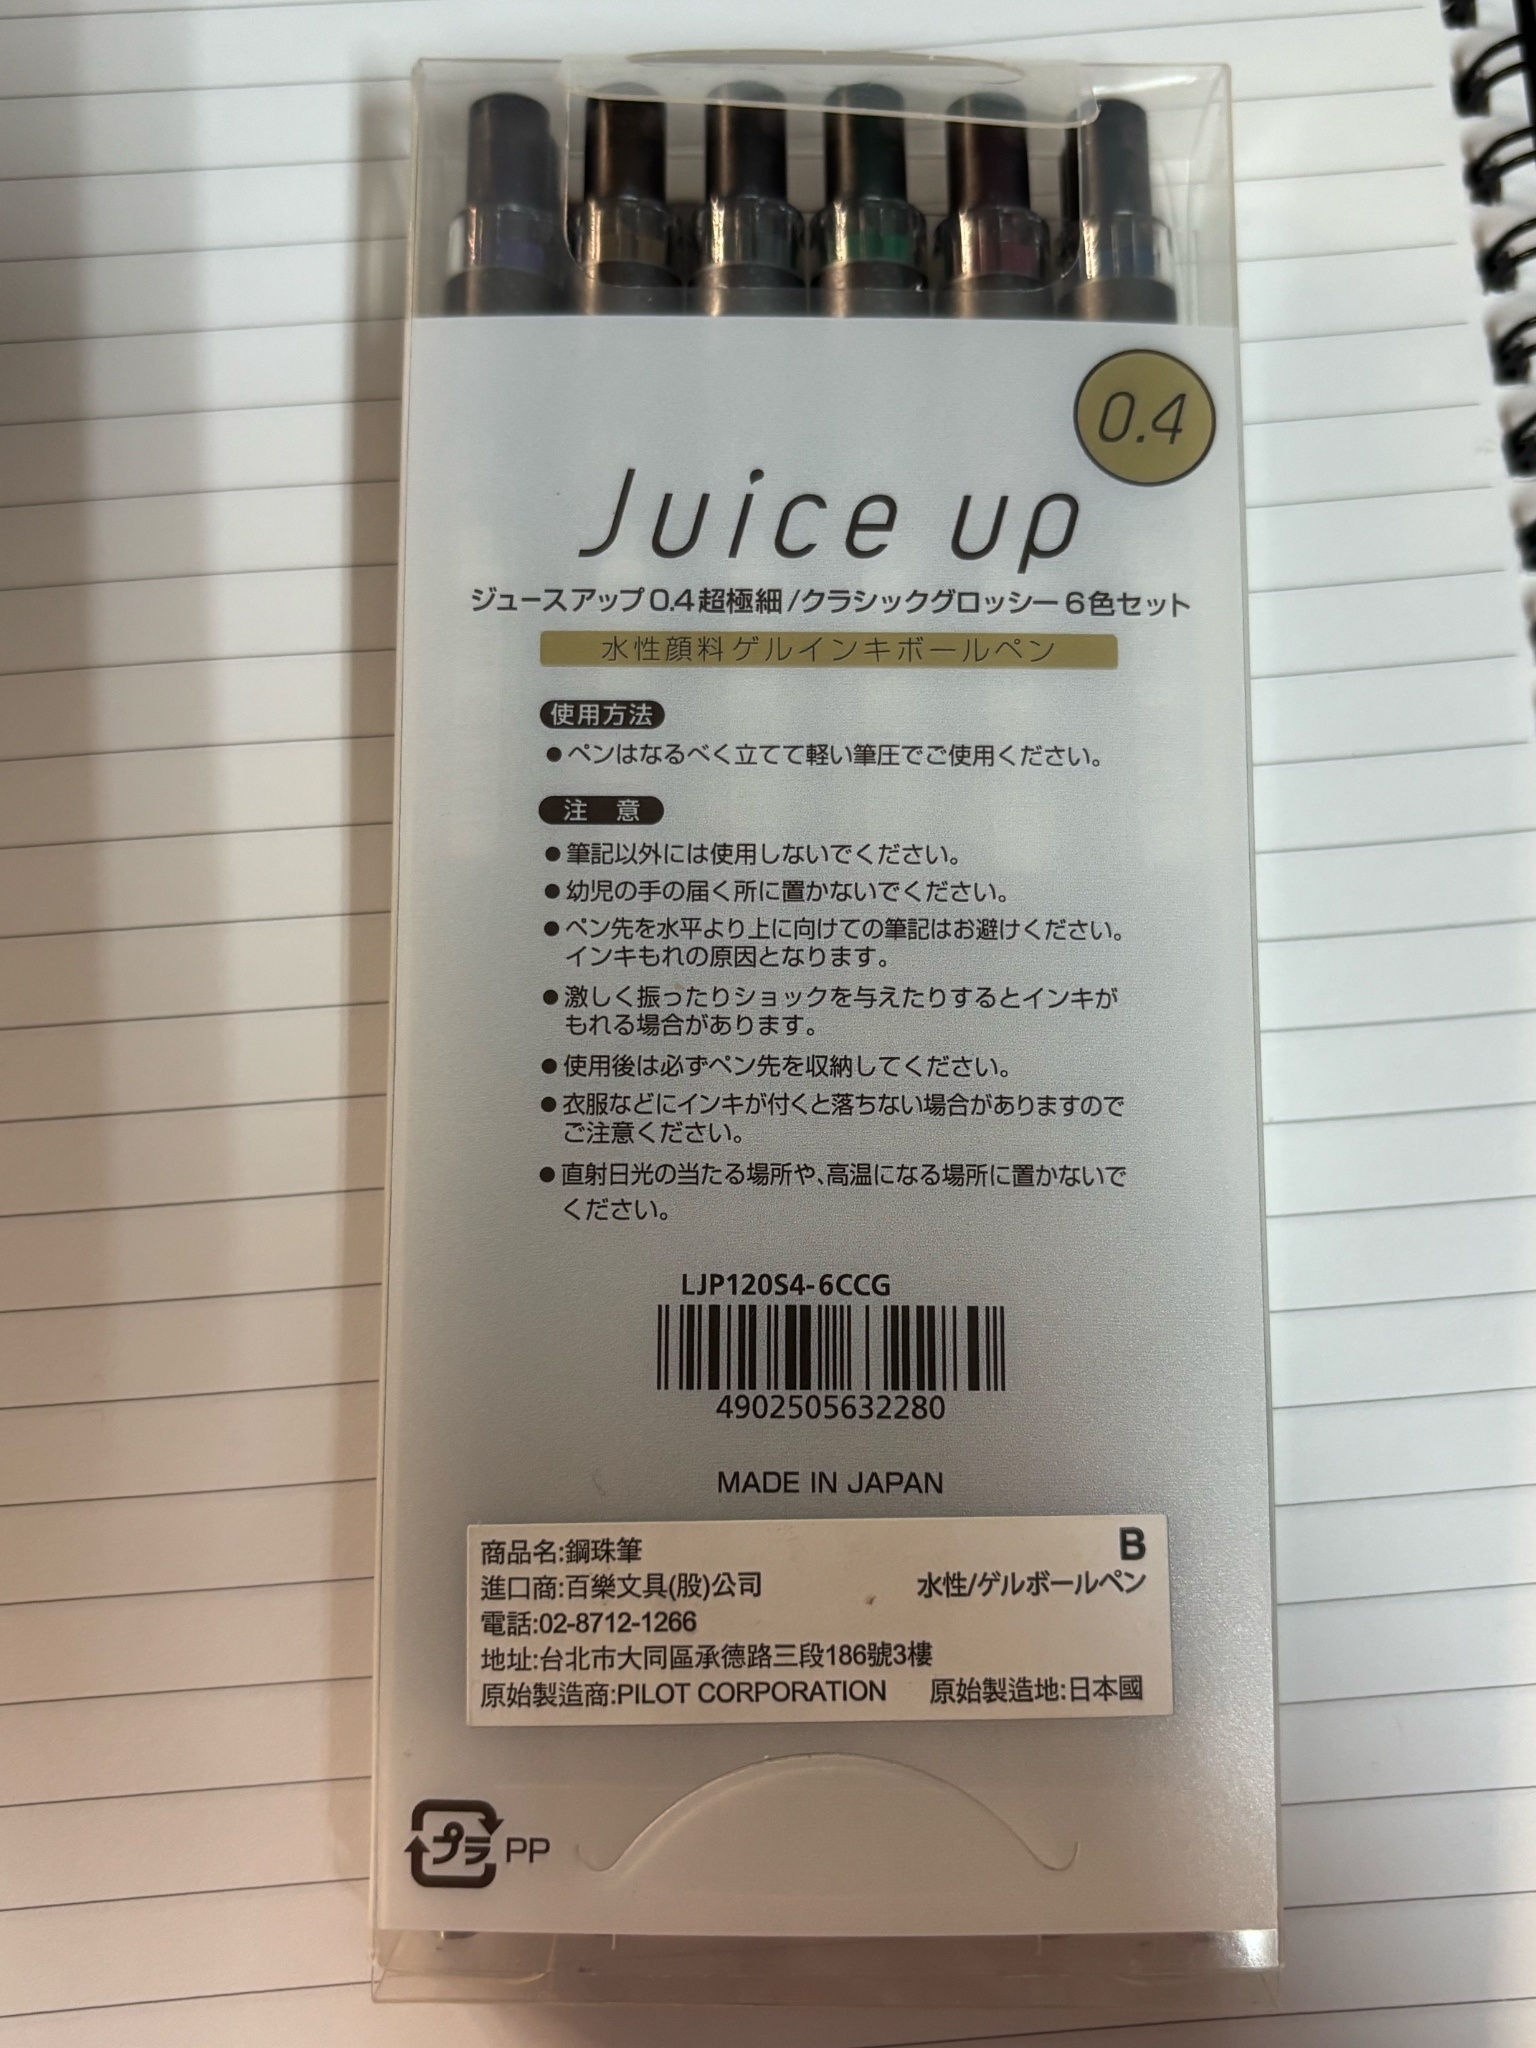 0.4
Juice up
ジュースアップ0.4超極細/クラシックグロッシー6色セット
水性顔料ゲルインキボールペン
使用方法
●ペンはなるべく立てて軽い筆圧でご使用ください。
注 意
●筆記以外には使用しないでください。
●幼児の手の届く所に置かないでください。
●ペン先を水平より上に向けての筆記はお避けください。
インキもれの原因となります。
●激しく振ったりショックを与えたりするとインキが
もれる場合があります。
●使用後は必ずペン先を収納してください。
●衣服などにインキが付くと落ちない場合がありますので
ご注意ください。
●直射日光の当たる場所や、高温になる場所に置かないで
ください。
LJP120S4-6CCG
4902505632280
MADE IN JAPAN
商品名:鋼珠筆 B
進口商:百樂文具(股)公司 水性/ゲルボールペン
電話:02-8712-1266
地址:台北市大同區承德路三段186號3樓
原始製造商:PILOT CORPORATION 原始製造地:日本國
プラ PP